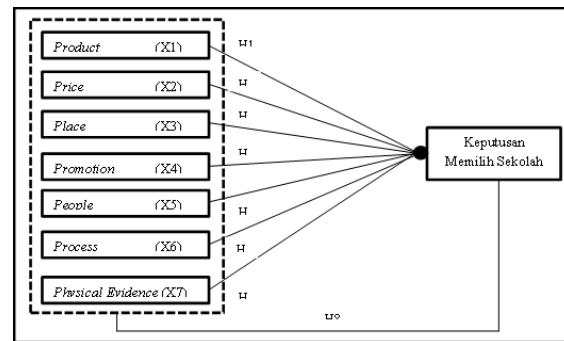 Product (X1)
Price (X2)
Place (X3)
Promotion (X4)
People (X5)
Process (X6)
Physical Evidence (X7)
H1
H
H
H
H
H
H
Keputusan
Memilih Sekolah